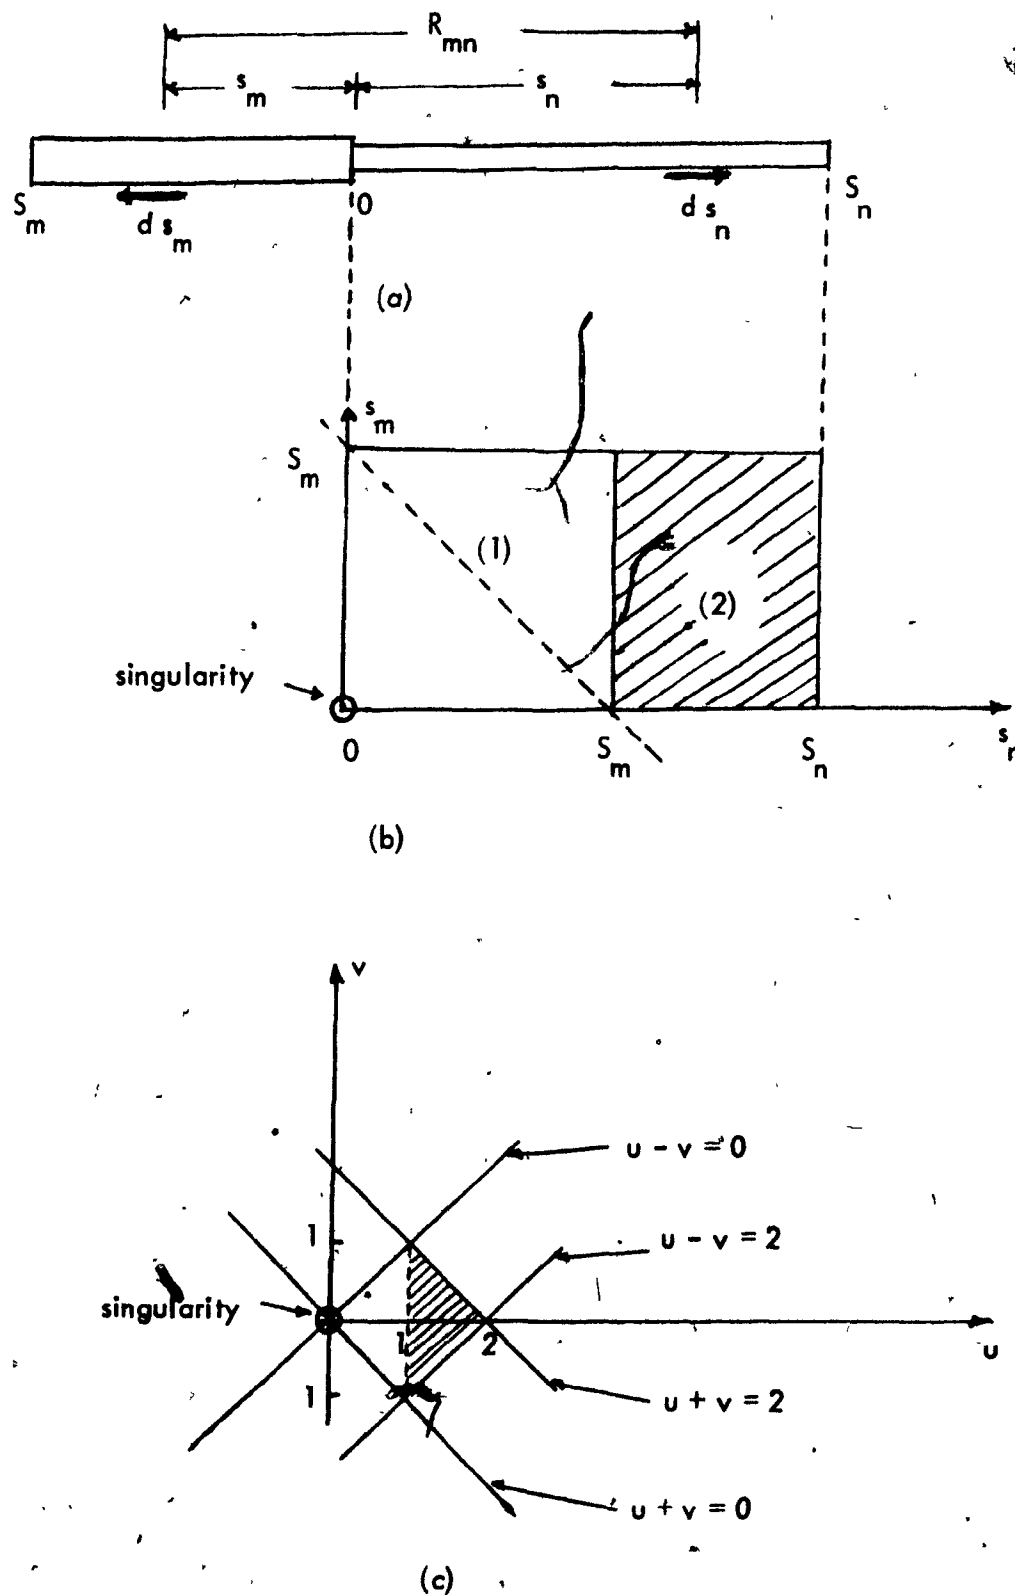 R_mn
s_m s_n
S_m d s_m 0 d s_n S_n
(a)
s_m
S_m
(1)
(2)
singularity
0 S_m S_n
(b)
v
u - v = 0
1 u - v = 2
singularity
1 2 u
1 u + v = 2
u + v = 0
(c)